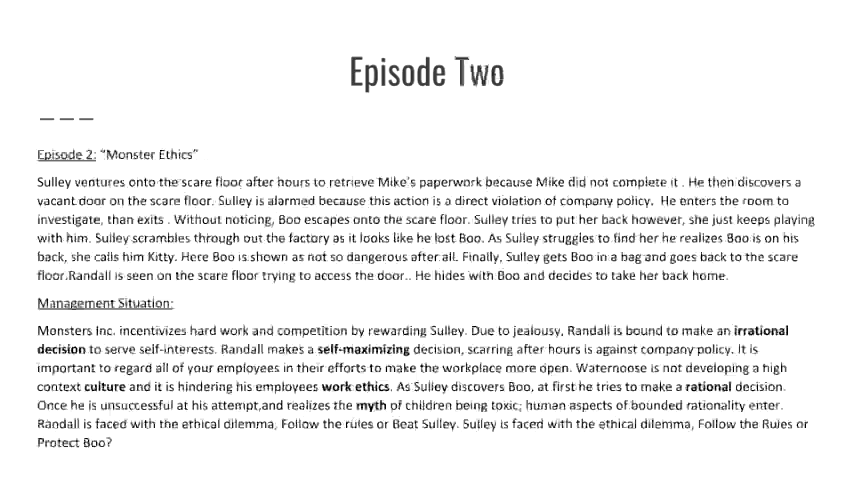 Episode Two
Episode 2: “Monster Ethics”
Sulley ventures onto the scare floor after hours to retrieve Mike’s paperwork because Mike did not complete it . He then discovers a
vacant door on the scare floor. Sulley is alarmed because this action is a direct violation of company policy. He enters the room to
investigate, than exits . Without noticing, Boo escapes onto the scare floor. Sulley tries to put her back however, she just keeps playing
with him. Sulley scrambles through out the factory as it looks like he lost Boo. As Sulley struggles to find her he realizes Boo is on his
back, she calls him Kitty. Here Boo is shown as not so dangerous after all. Finally, Sulley gets Boo in a bag and goes back to the scare
floor.Randall is seen on the scare floor trying to access the door.. He hides with Boo and decides to take her back home.
Management Situation:
Monsters Inc. incentivizes hard work and competition by rewarding Sulley. Due to jealousy, Randall is bound to make an irrational
decision to serve self-interests. Randall makes a self-maximizing decision, scarring after hours is against company policy. It is
important to regard all of your employees in their efforts to make the workplace more open. Waternoose is not developing a high
context culture and it is hindering his employees work ethics. As Sulley discovers Boo, at first he tries to make a rational decision.
Once he is unsuccessful at his attempt,and realizes the myth of children being toxic; human aspects of bounded rationality enter.
Randall is faced with the ethical dilemma, Follow the rules or Beat Sulley. Sulley is faced with the ethical dilemma, Follow the Rules or
Protect Boo?